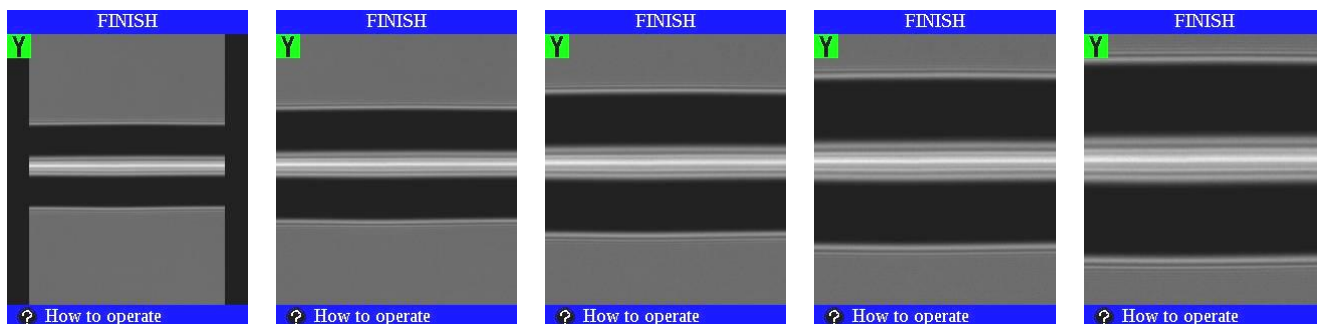 FINISH FINISH FINISH FINISH FINISH
Y Y Y Y Y
? How to operate ? How to operate ? How to operate ? How to operate ? How to operate